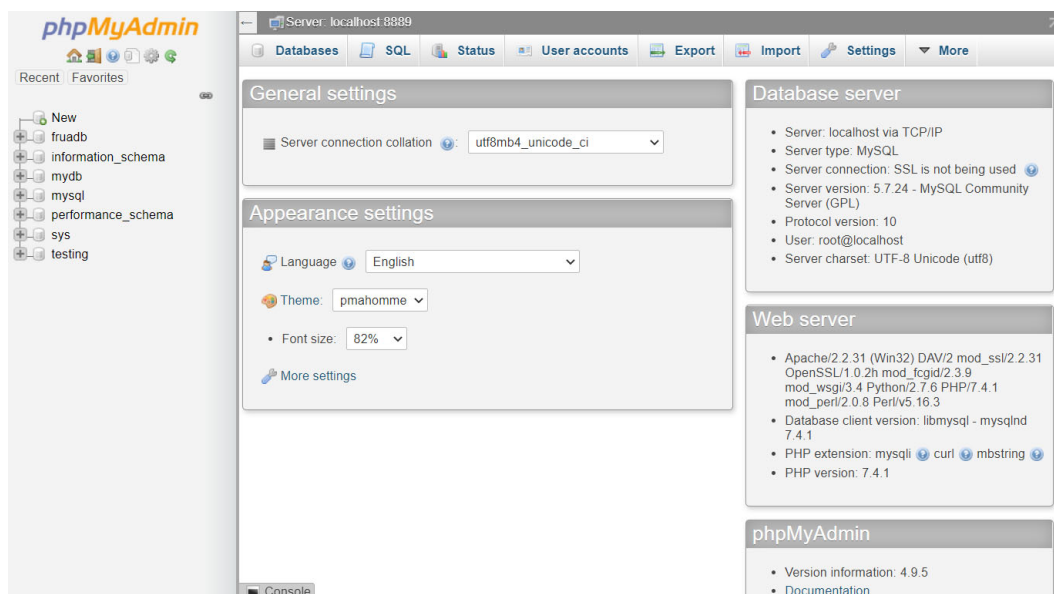 phpMyAdmin
Recent Favorites
New
fruadb
information_schema
mydb
mysql
performance_schema
sys
testing
Server: localhost 8889
Databases SQL Status User accounts Export Import Settings More
General settings
Server connection collation : utf8mb4_unicode_ci
Appearance settings
Language English
Theme: pmahomme
Font size: 82%
More settings
Database server
Server: localhost via TCP/IP
Server type: MySQL
Server connection: SSL is not being used
Server version: 5.7.24 - MySQL Community
Server (GPL)
Protocol version: 10
User: root@localhost
Server charset: UTF-8 Unicode (utf8)
Web server
Apache/2.2.31 (Win32) DAV/2 mod_ssl/2.2.31
OpenSSL/1.0.2h mod_fcgid/2.3.9
mod_wsgi/3.4 Python/2.7.6 PHP/7.4.1
mod_perl/2.0.8 Perl/v5.16.3
Database client version: libmysql - mysqlnd
7.4.1
PHP extension: mysqli curl mbstring
PHP version: 7.4.1
phpMyAdmin
Version information: 4.9.5
Documentation
Console